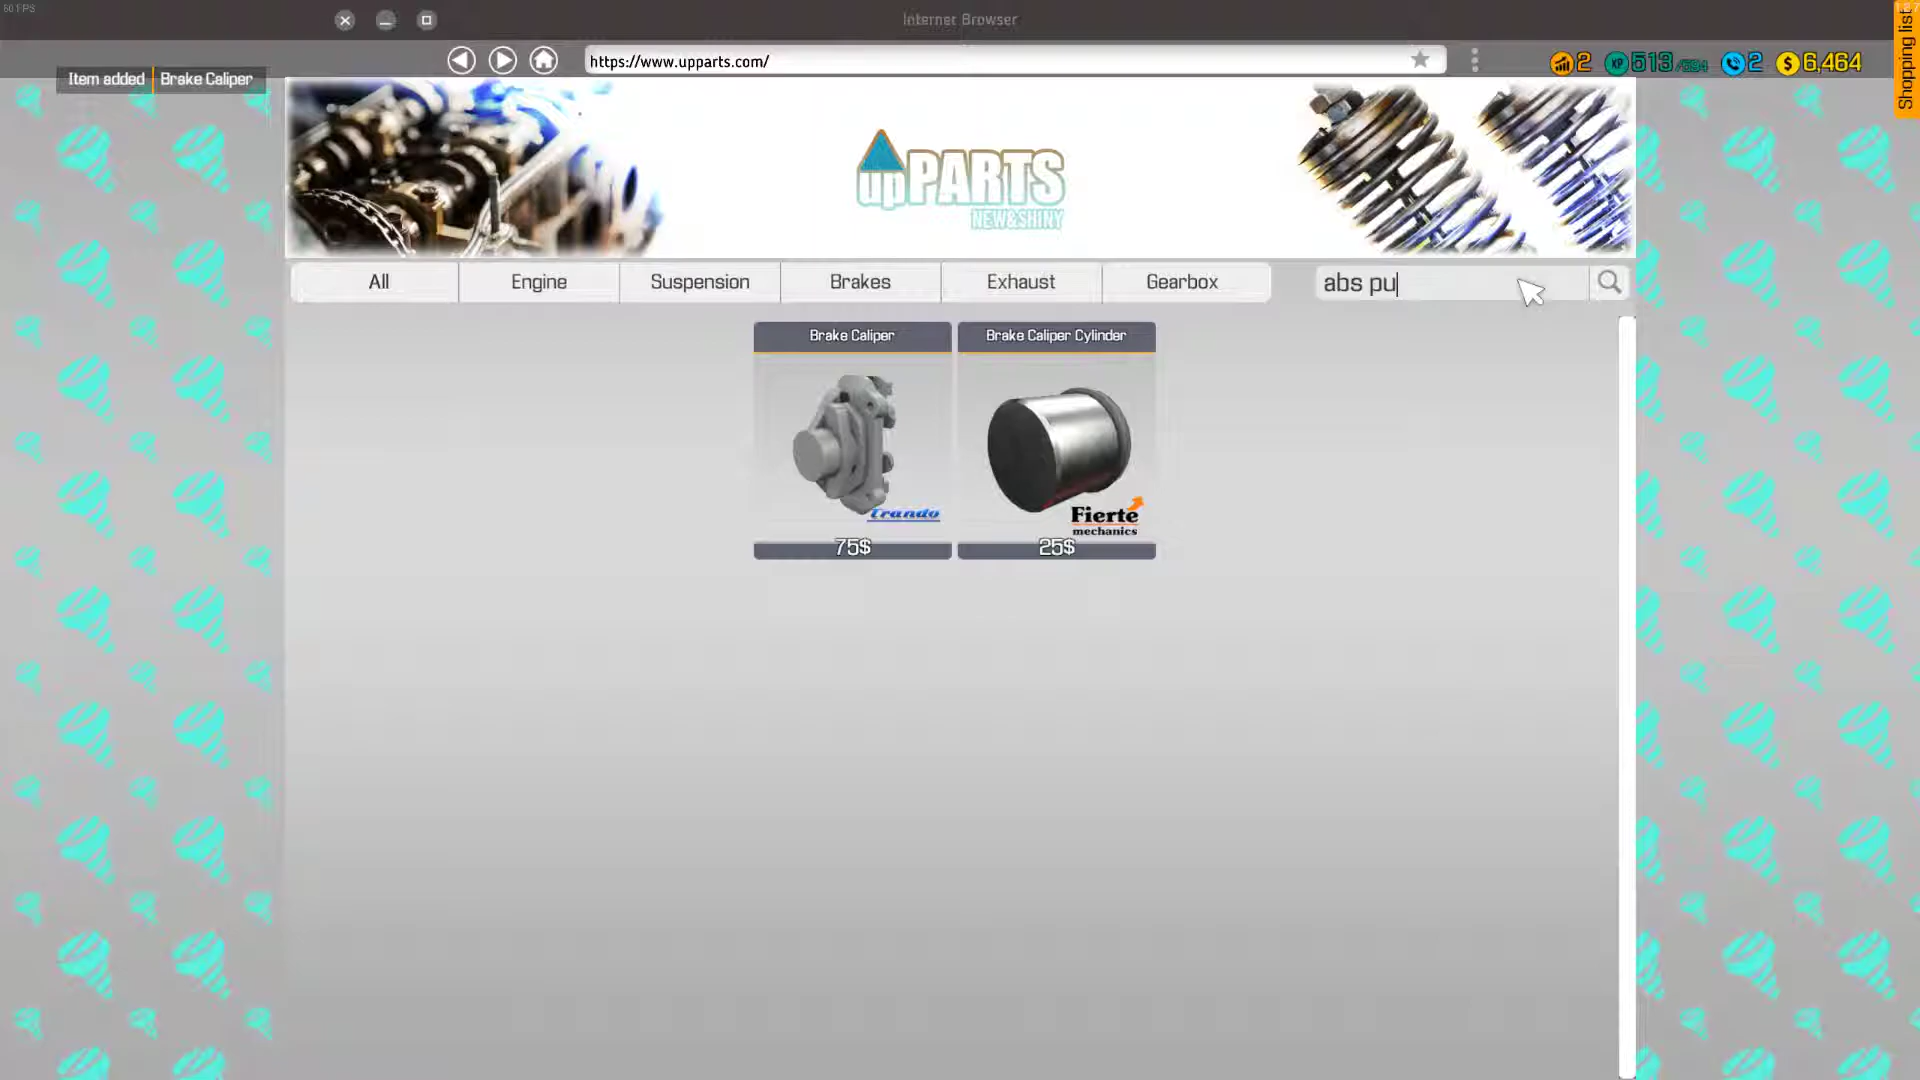 Internet Browser
https://www.upparts.com/
2
513
2
$ 6,464
Shopping list
Item added | Brake Caliper
upPARTS
NEW&SHINY
All
Engine
Suspension
Brakes
Exhaust
Gearbox
abs pu
Brake Caliper
Brake Caliper Cylinder
Trando
Fierte
mechanics
75$
25$